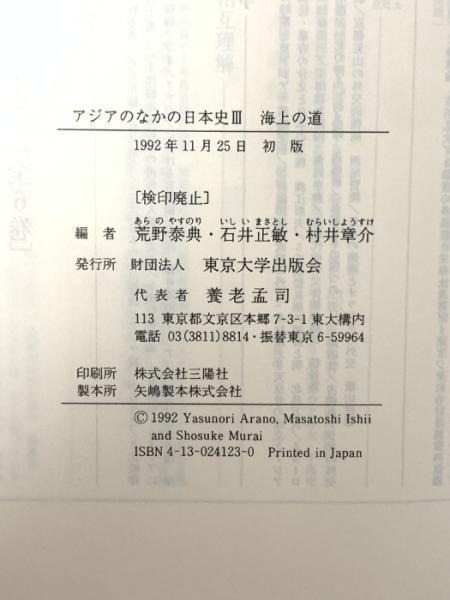 アジアのなかの日本史Ⅲ 海上の道
1992年11月25日 初 版
[検印廃止]
あらの やすのり いしい まさとし むらいしようすけ
編 者 荒野泰典・石井正敏・村井章介
発行所 財団法人 東京大学出版会
代表者 養老孟司
113 東京都文京区本郷7-3-1東大構内
電話 03(3811)8814・振替東京6-59964
印刷所 株式会社三陽社
製本所 矢嶋製本株式会社
© 1992 Yasunori Arano, Masatoshi Ishii
and Shosuke Murai
ISBN 4-13-024123-0 Printed in Japan